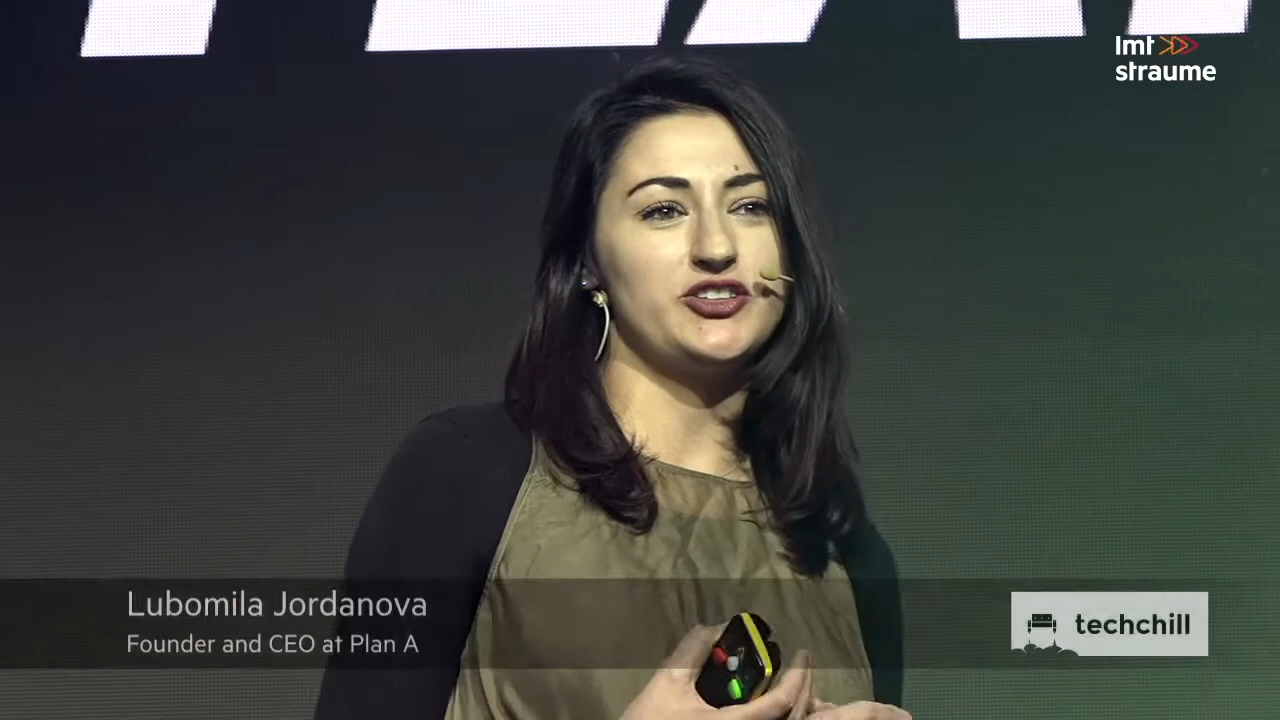 lmt
straume
Lubomila Jordanova
Founder and CEO at Plan A
techchill